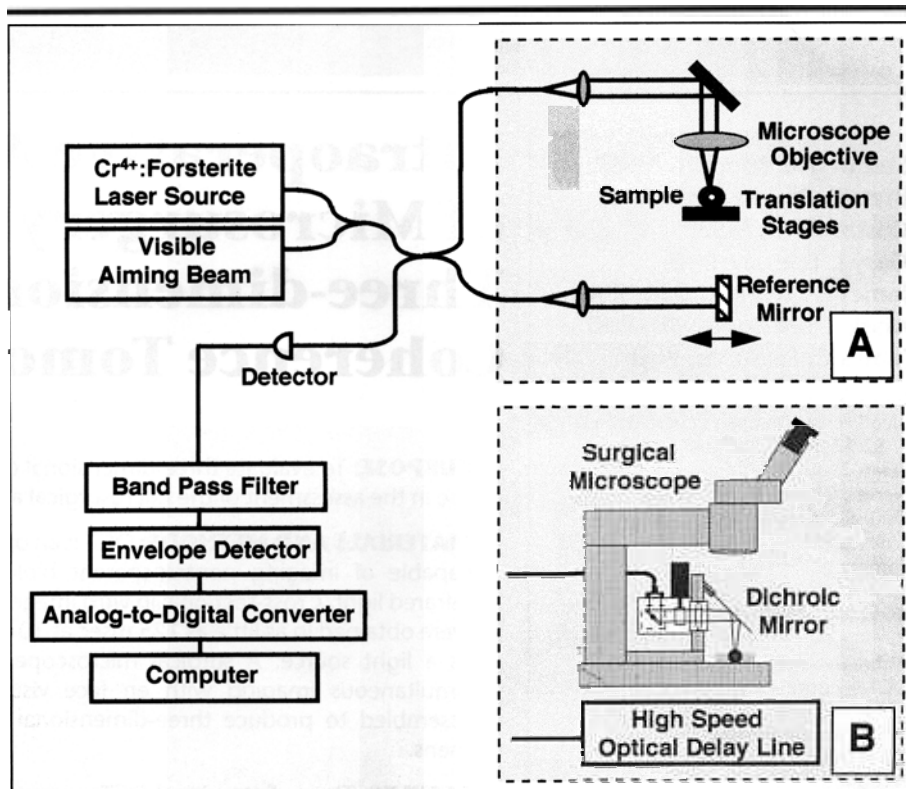 Cr4+:Forsterite
Laser Source
Visible
Aiming Beam
Detector
Band Pass Filter
Envelope Detector
Analog-to-Digital Converter
Computer
Microscope
Objective
Sample
Translation
Stages
Reference
Mirror
A
Surgical
Microscope
Dichroic
Mirror
High Speed
Optical Delay Line
B